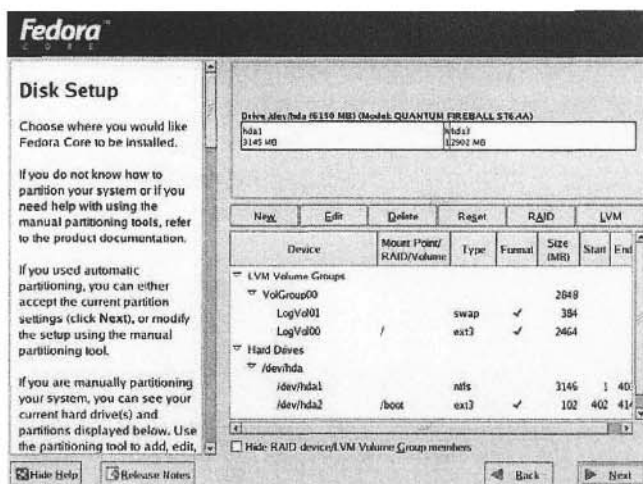 Fedora™
C O R E
Disk Setup
Choose where you would like
Fedora Core to be installed.
If you do not know how to
partition your system or if you
need help with using the
manual partitioning tools, refer
to the product documentation.
If you used automatic
partitioning, you can either
accept the current partition
settings (click Next), or modify
the setup using the manual
partitioning tool.
If you are manually partitioning
your system, you can see your
current hard drive(s) and
partitions displayed below. Use
the partitioning tool to add, edit,
Drive /dev/hda (6150 MB) (Model: QUANTUM FIREBALL ST6.4A)
hda1 hda3
3145 MB 2902 MB
New Edit Delete Reset RAID LVM
Device Mount Point/ RAID/Volume Type Format Size (MB) Start End
LVM Volume Groups
VolGroup00 2848
LogVol01 swap ✓ 384
LogVol00 / ext3 ✓ 2464
Hard Drives
/dev/hda
/dev/hda1 ntfs 3146 1 401
/dev/hda2 /boot ext3 ✓ 102 402 414
Hide RAID device/LVM Volume Group members
Hide Help Release Notes Back Next